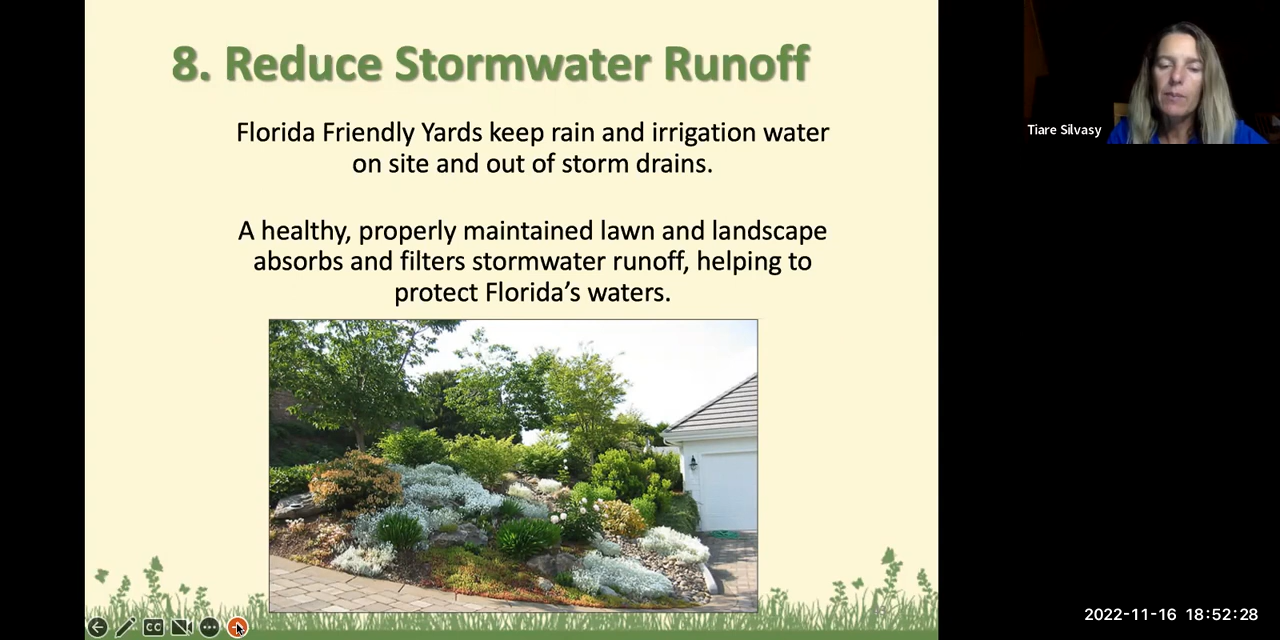 8. Reduce Stormwater Runoff
Florida Friendly Yards keep rain and irrigation water
on site and out of storm drains.
A healthy, properly maintained lawn and landscape
absorbs and filters stormwater runoff, helping to
protect Florida's waters.
Tiare Silvasy
CC
2022-11-16 18:52:28